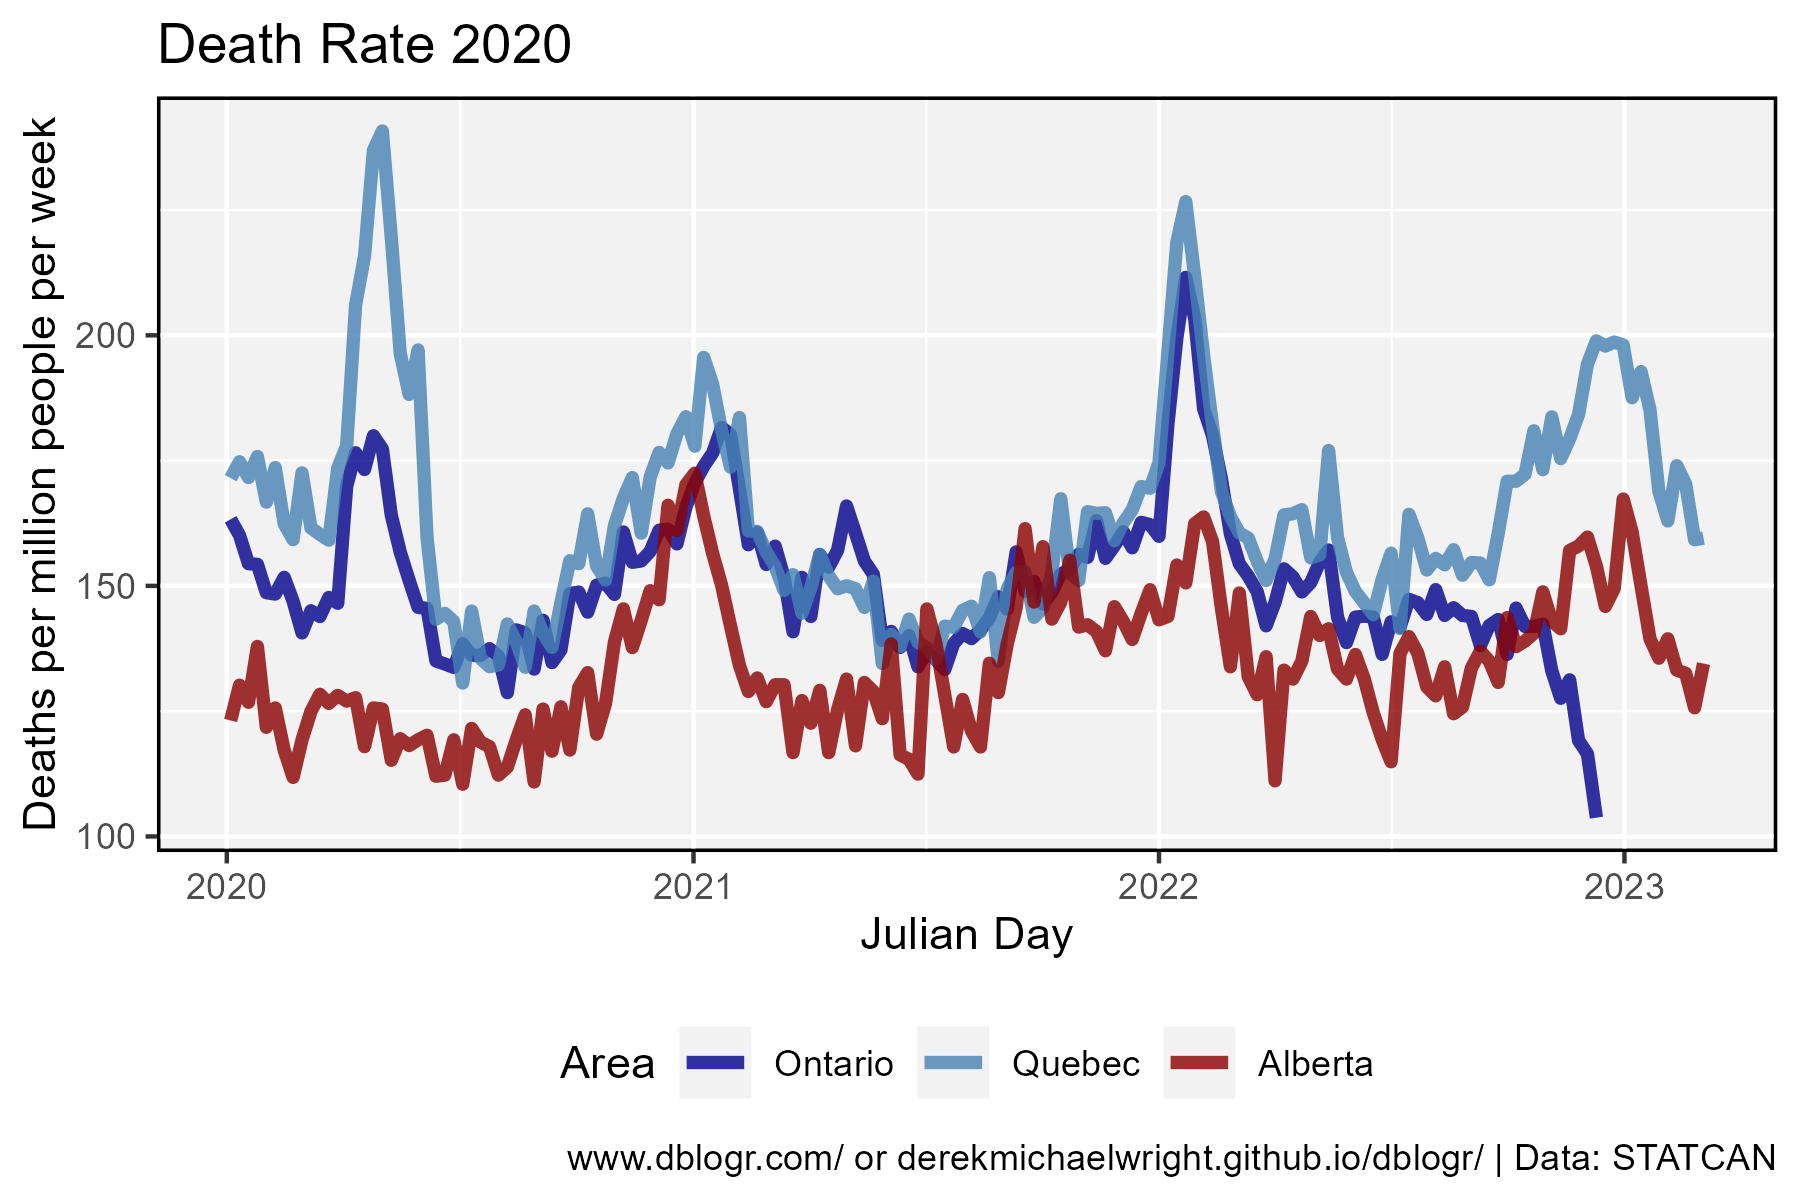 Death Rate 2020
Deaths per million people per week
200
150
100
2020 2021 2022 2023
Julian Day
Area Ontario Quebec Alberta
www.dblogr.com/ or derekmichaelwright.github.io/dblogr/ | Data: STATCAN